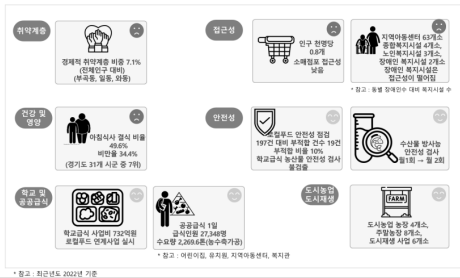 취약계층
경제적 취약계층 비중 7.1%
(전체인구 대비)
(부곡동, 일동, 와동)
접근성
인구 천명당
0.8개
소매점포 접근성
낮음
지역아동센터 63개소
종합복지시설 4개소,
노인복지시설 3개소,
장애인 복지시설 2개소
장애인 복지시설은
접근성이 떨어짐
* 참고 : 동별 장애인수 대비 복지시설 수
건강 및
영양
아침식사 결식 비율
49.6%
비만율 34.4%
(경기도 31개 시군 중 7위)
안전성
로컬푸드 안전성 점검
197건 대비 부적합 건수 19건
부적합 비율 10%
학교급식 농산물 안전성 검사
불검출
수산물 방사능
안전성 검사
월1회 → 월 2회
학교 및
공공급식
학교급식 사업비 732억원
로컬푸드 연계사업 실시
공공급식 1일
급식인원 27,348명
수요량 2,269.6톤(농수축가공)
* 참고 : 어린이집, 유치원, 지역아동센터, 복지관
도시농업
도시재생
FARM
도시농업 농장 4개소,
주말농장 8개소,
도시재생 사업 6개소
* 참고 : 최근년도 2022년 기준